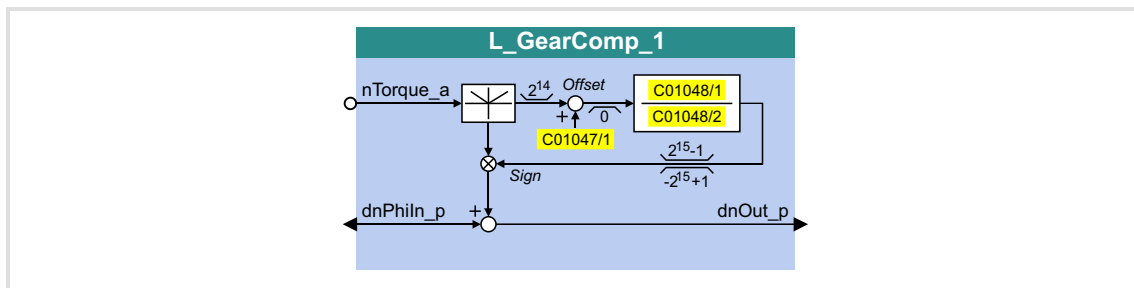 L_GearComp_1
nTorque_a
2^14
Offset
C01048/1
+
0
C01047/1
C01048/2
2^15-1
Sign
-2^15+1
dnPhiIn_p
+
dnOut_p